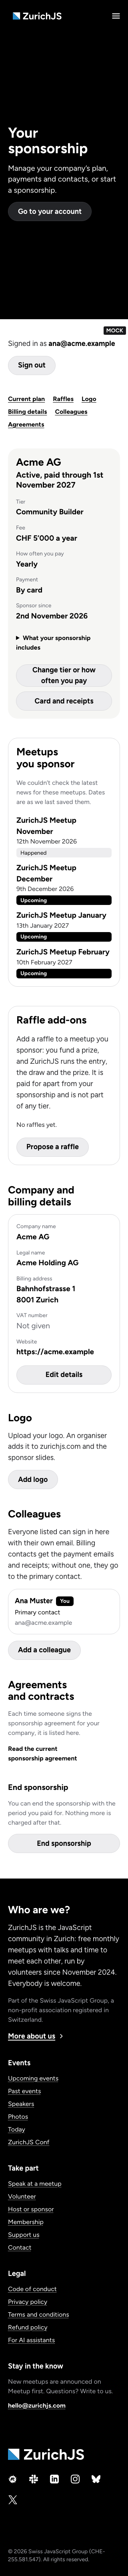 ZurichJS
Your
sponsorship
Manage your company's plan,
payments and contacts, or start
a sponsorship.
Go to your account
MOCK
Signed in as ana@acme.example
Sign out
Current plan Raffles Logo
Billing details Colleagues
Agreements
Acme AG
Active, paid through 1st
November 2027
Tier
Community Builder
Fee
CHF 5'000 a year
How often you pay
Yearly
Payment
By card
Sponsor since
2nd November 2026
What your sponsorship
includes
Change tier or how
often you pay
Card and receipts
Meetups
you sponsor
We couldn't check the latest
news for these meetups. Dates
are as we last saved them.
ZurichJS Meetup
November
12th November 2026
Happened
ZurichJS Meetup
December
9th December 2026
Upcoming
ZurichJS Meetup January
13th January 2027
Upcoming
ZurichJS Meetup February
10th February 2027
Upcoming
Raffle add-ons
Add a raffle to a meetup you
sponsor: you fund a prize,
and ZurichJS runs the entry,
the draw and the prize. It is
paid for apart from your
sponsorship and is not part
of any tier.
No raffles yet.
Propose a raffle
Company and
billing details
Company name
Acme AG
Legal name
Acme Holding AG
Billing address
Bahnhofstrasse 1
8001 Zurich
VAT number
Not given
Website
https://acme.example
Edit details
Logo
Upload your logo. An organiser
adds it to zurichjs.com and the
sponsor slides.
Add logo
Colleagues
Everyone listed can sign in here
with their own email. Billing
contacts get the payment emails
and receipts; without one, they go
to the primary contact.
Ana Muster You
Primary contact
ana@acme.example
Add a colleague
Agreements
and contracts
Each time someone signs the
sponsorship agreement for your
company, it is listed here.
Read the current
sponsorship agreement
End sponsorship
You can end the sponsorship with the
period you paid for. Nothing more is
charged after that.
End sponsorship
Who are we?
ZurichJS is the JavaScript
community in Zurich: free monthly
meetups with talks and time to
meet each other, run by
volunteers since November 2024.
Everybody is welcome.
Part of the Swiss JavaScript Group, a
non-profit association registered in
Switzerland.
More about us
Events
Upcoming events
Past events
Speakers
Photos
Today
ZurichJS Conf
Take part
Speak at a meetup
Volunteer
Host or sponsor
Membership
Support us
Contact
Legal
Code of conduct
Privacy policy
Terms and conditions
Refund policy
For AI assistants
Stay in the know
New meetups are announced on
Meetup first. Questions? Write to us.
hello@zurichjs.com
ZurichJS
© 2026 Swiss JavaScript Group (CHE-
255.581.547). All rights reserved.